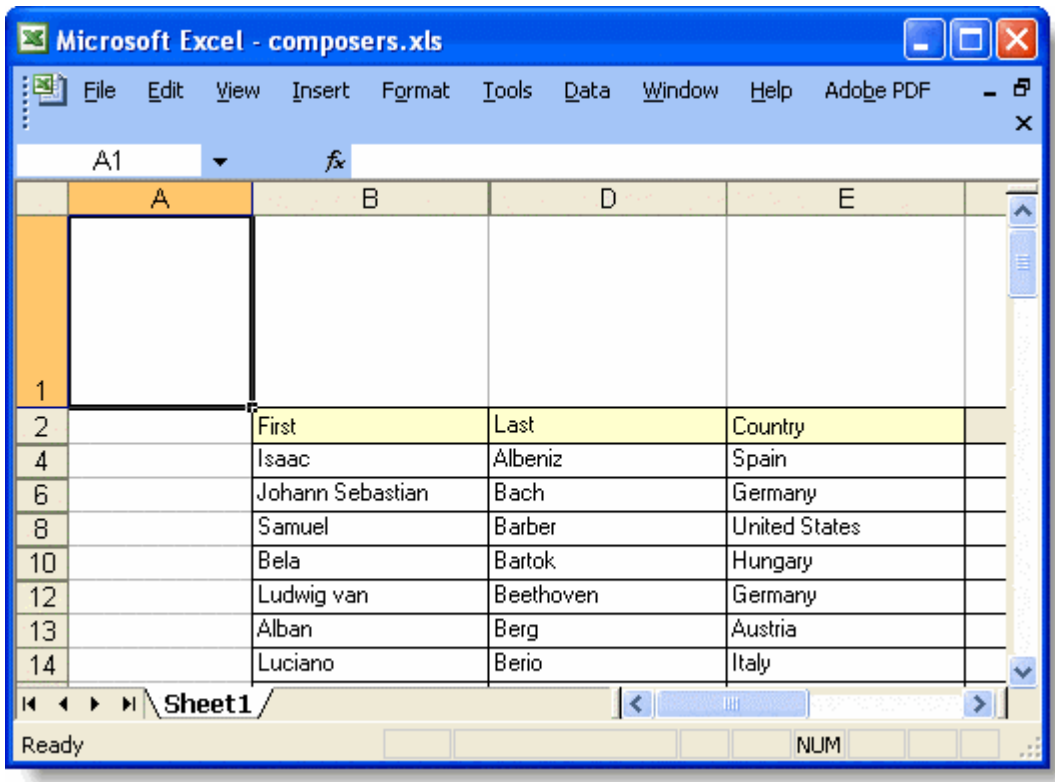 Microsoft Excel - composers.xls
File Edit View Insert Format Tools Data Window Help Adobe PDF
A1 fx
A B D E
1
2 First Last Country
4 Isaac Albeniz Spain
6 Johann Sebastian Bach Germany
8 Samuel Barber United States
10 Bela Bartok Hungary
12 Ludwig van Beethoven Germany
13 Alban Berg Austria
14 Luciano Berio Italy
Sheet1
Ready NUM